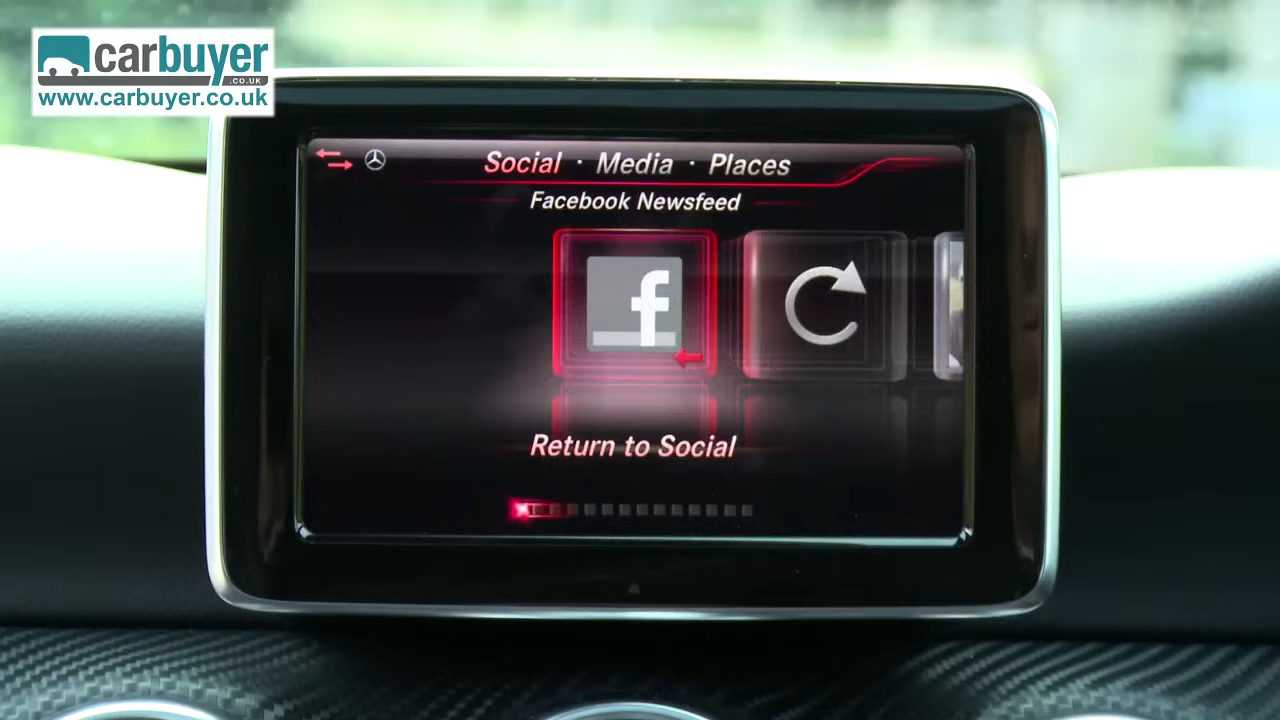 carbuyer
.CO.UK
www.carbuyer.co.uk
Social · Media · Places
Facebook Newsfeed
f
Return to Social